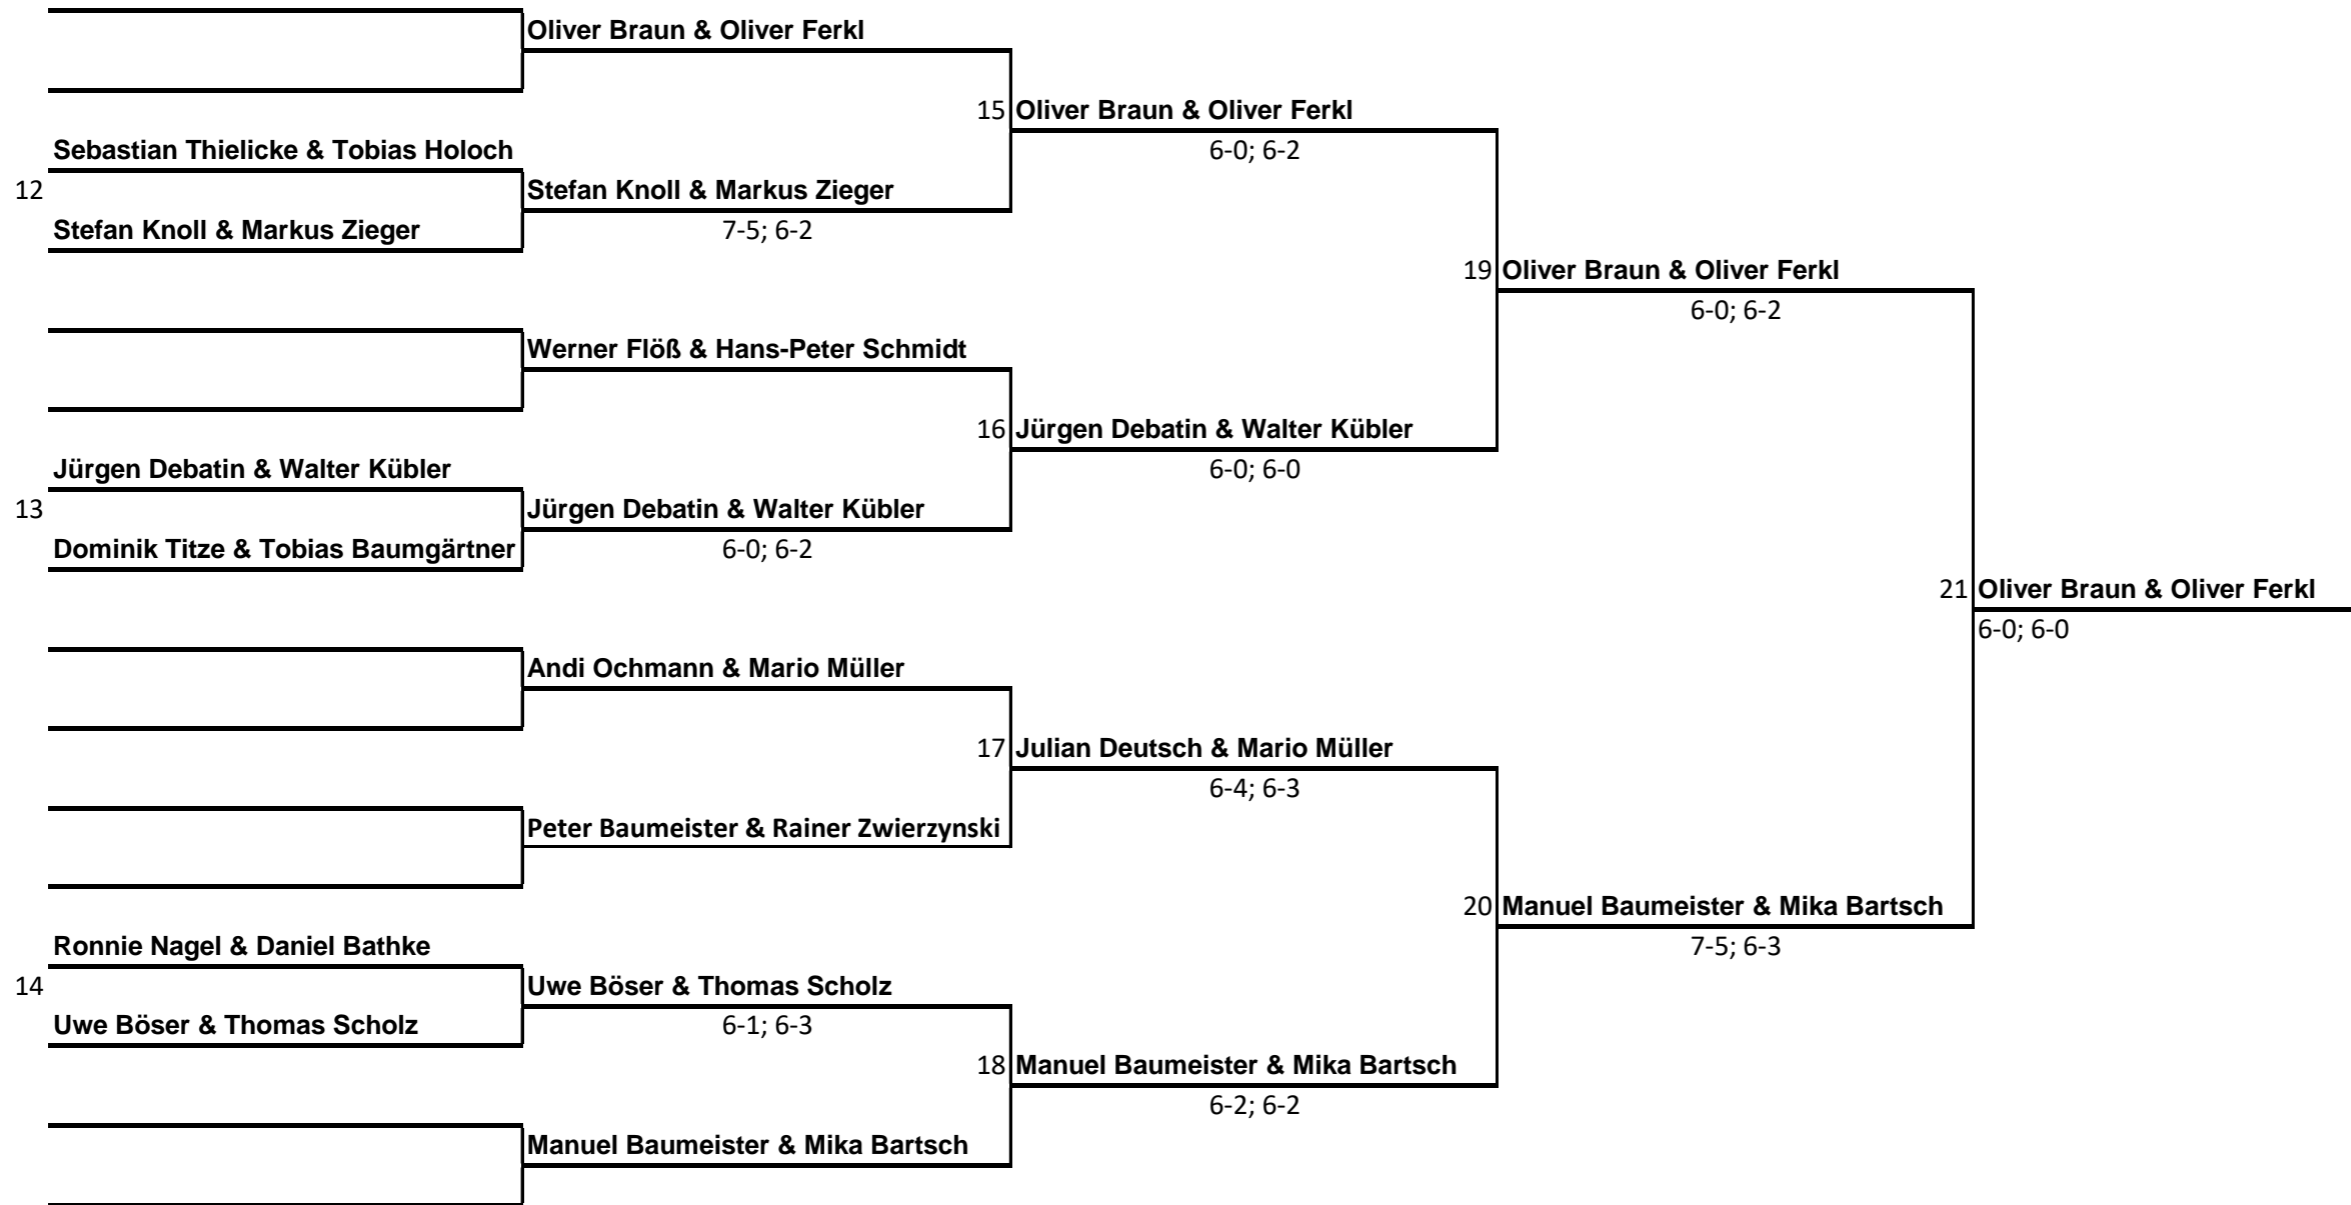 Oliver Braun & Oliver Ferkl
15 Oliver Braun & Oliver Ferkl
Sebastian Thielicke & Tobias Holoch
6-0; 6-2
12
Stefan Knoll & Markus Zieger
Stefan Knoll & Markus Zieger
7-5; 6-2
19 Oliver Braun & Oliver Ferkl
6-0; 6-2
Werner Flöß & Hans-Peter Schmidt
16 Jürgen Debatin & Walter Kübler
Jürgen Debatin & Walter Kübler
6-0; 6-0
13
Jürgen Debatin & Walter Kübler
Dominik Titze & Tobias Baumgärtner
6-0; 6-2
21 Oliver Braun & Oliver Ferkl
6-0; 6-0
Andi Ochmann & Mario Müller
17 Julian Deutsch & Mario Müller
6-4; 6-3
Peter Baumeister & Rainer Zwierzynski
20 Manuel Baumeister & Mika Bartsch
Ronnie Nagel & Daniel Bathke
7-5; 6-3
14
Uwe Böser & Thomas Scholz
Uwe Böser & Thomas Scholz
6-1; 6-3
18 Manuel Baumeister & Mika Bartsch
6-2; 6-2
Manuel Baumeister & Mika Bartsch